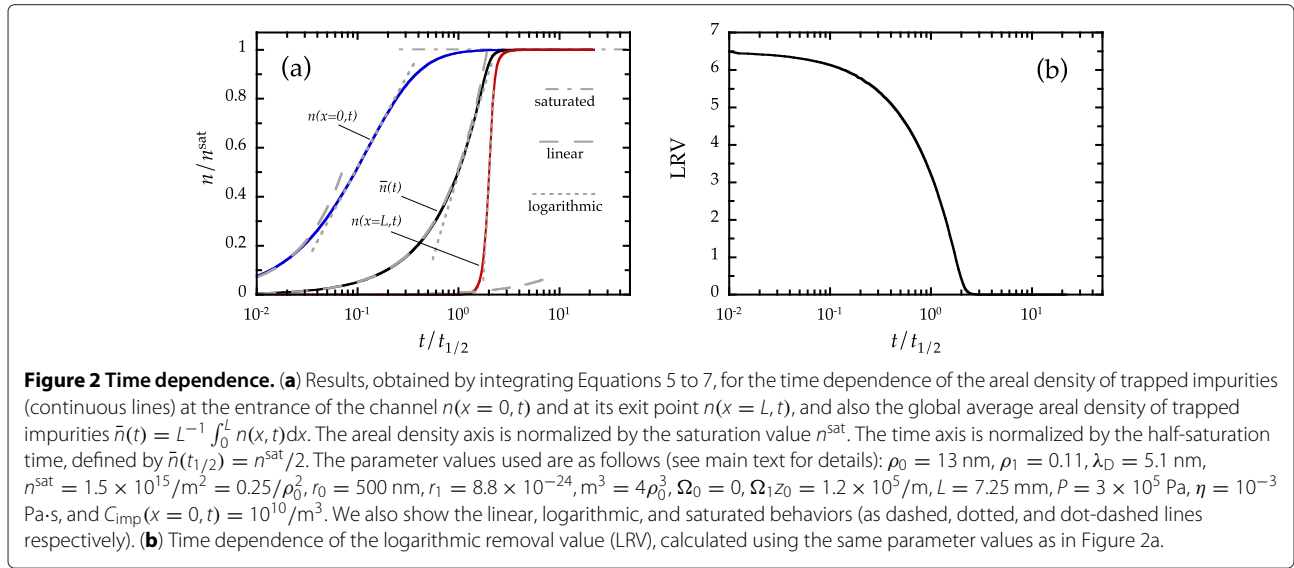 1
0.8
0.6
0.4
0.2
0
n / n^sat
(a)
n(x=0,t)
n̄(t)
n(x=L,t)
saturated
linear
logarithmic
10^-2
10^-1
10^0
10^1
t / t_1/2
7
6
5
4
3
2
1
0
LRV
(b)
10^-2
10^-1
10^0
10^1
t / t_1/2
Figure 2 Time dependence. (a) Results, obtained by integrating Equations 5 to 7, for the time dependence of the areal density of trapped impurities
(continuous lines) at the entrance of the channel n(x = 0, t) and at its exit point n(x = L, t), and also the global average areal density of trapped
impurities n̄(t) = L^−1 ∫_0^L n(x, t)dx. The areal density axis is normalized by the saturation value n^sat. The time axis is normalized by the half-saturation
time, defined by n̄(t_1/2) = n^sat/2. The parameter values used are as follows (see main text for details): ρ_0 = 13 nm, ρ_1 = 0.11, λ_D = 5.1 nm,
n^sat = 1.5 × 10^15/m^2 = 0.25/ρ_0^2, r_0 = 500 nm, r_1 = 8.8 × 10^−24, m^3 = 4ρ_0^3, Ω_0 = 0, Ω_1z_0 = 1.2 × 10^5/m, L = 7.25 mm, P = 3 × 10^5 Pa, η = 10^−3
Pa·s, and C_imp(x = 0, t) = 10^10/m^3. We also show the linear, logarithmic, and saturated behaviors (as dashed, dotted, and dot-dashed lines
respectively). (b) Time dependence of the logarithmic removal value (LRV), calculated using the same parameter values as in Figure 2a.